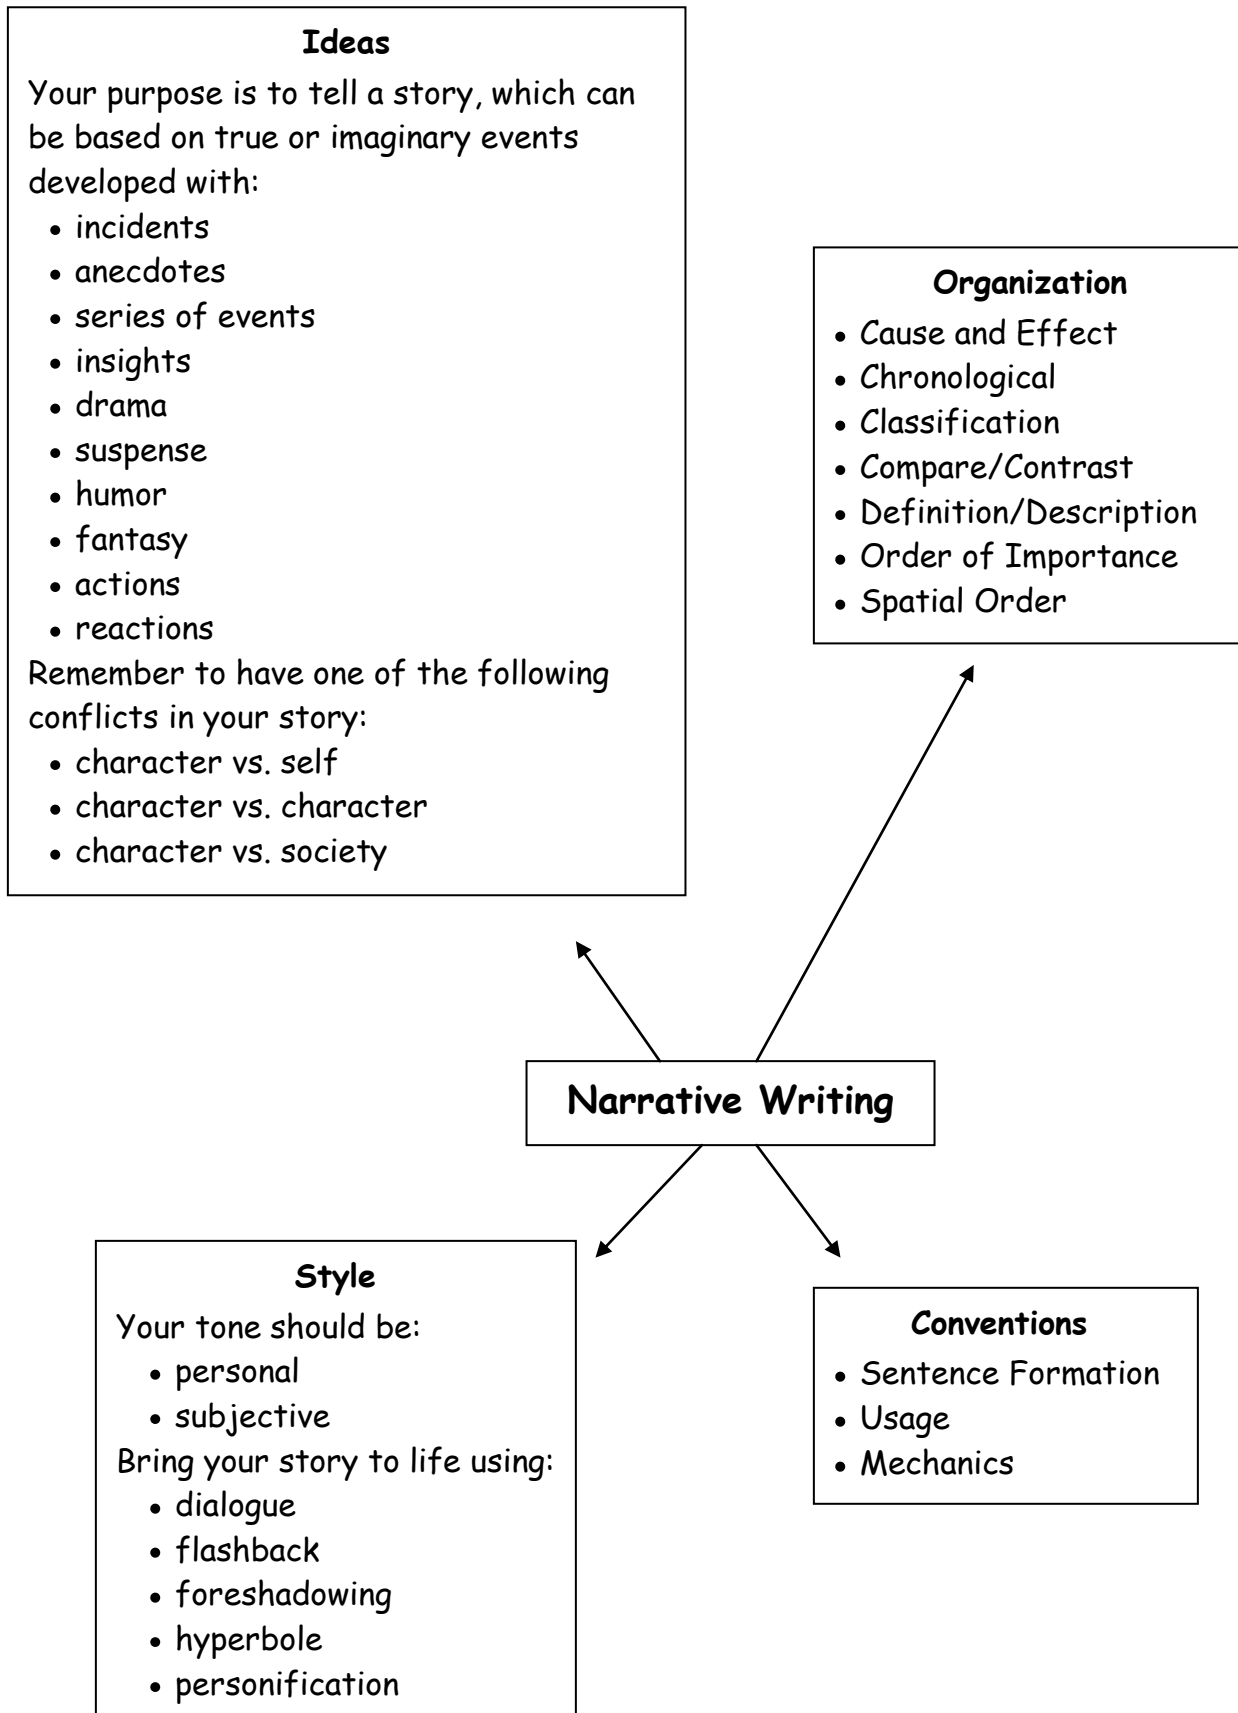 Ideas
Your purpose is to tell a story, which can
be based on true or imaginary events
developed with:
• incidents
• anecdotes
• series of events
• insights
• drama
• suspense
• humor
• fantasy
• actions
• reactions
Remember to have one of the following
conflicts in your story:
• character vs. self
• character vs. character
• character vs. society
Organization
• Cause and Effect
• Chronological
• Classification
• Compare/Contrast
• Definition/Description
• Order of Importance
• Spatial Order
Narrative Writing
Style
Your tone should be:
• personal
• subjective
Bring your story to life using:
• dialogue
• flashback
• foreshadowing
• hyperbole
• personification
Conventions
• Sentence Formation
• Usage
• Mechanics